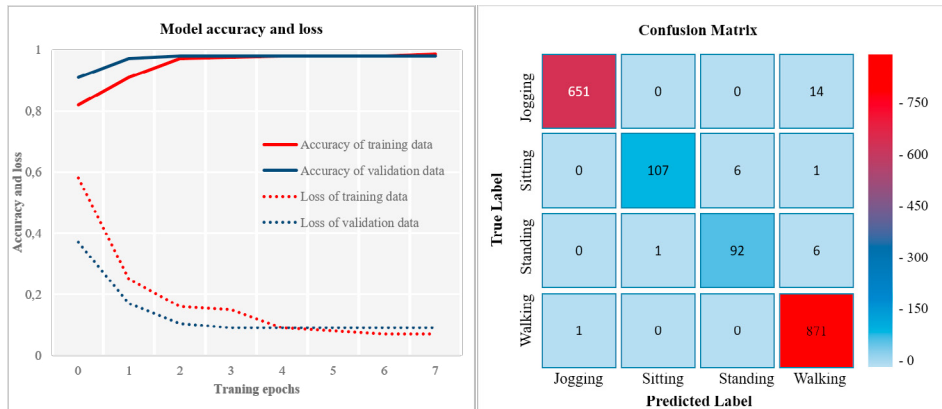 Model accuracy and loss
1
0,8
0,6
0,4
0,2
0
Accuracy and loss
Accuracy of training data
Accuracy of validation data
Loss of training data
Loss of validation data
0 1 2 3 4 5 6 7
Traning epochs
Confusion Matrix
True Label
Jogging
651 0 0 14
Sitting
0 107 6 1
Standing
0 1 92 6
Walking
1 0 0 871
Jogging Sitting Standing Walking
Predicted Label
- 750
- 600
- 450
- 300
- 150
- 0